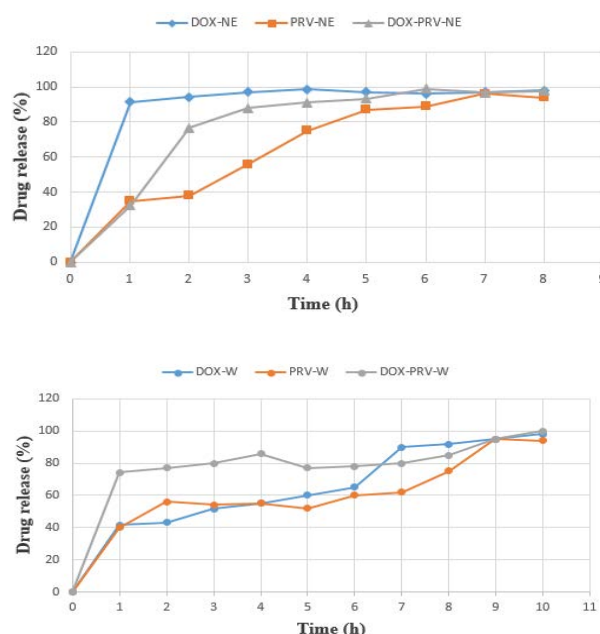 DOX-NE PRV-NE DOX-PRV-NE
120
100
80
60
40
20
0
Drug release (%)
0 1 2 3 4 5 6 7 8 9
Time (h)
DOX-W PRV-W DOX-PRV-W
120
100
80
60
40
20
0
Drug release (%)
0 1 2 3 4 5 6 7 8 9 10 11
Time (h)